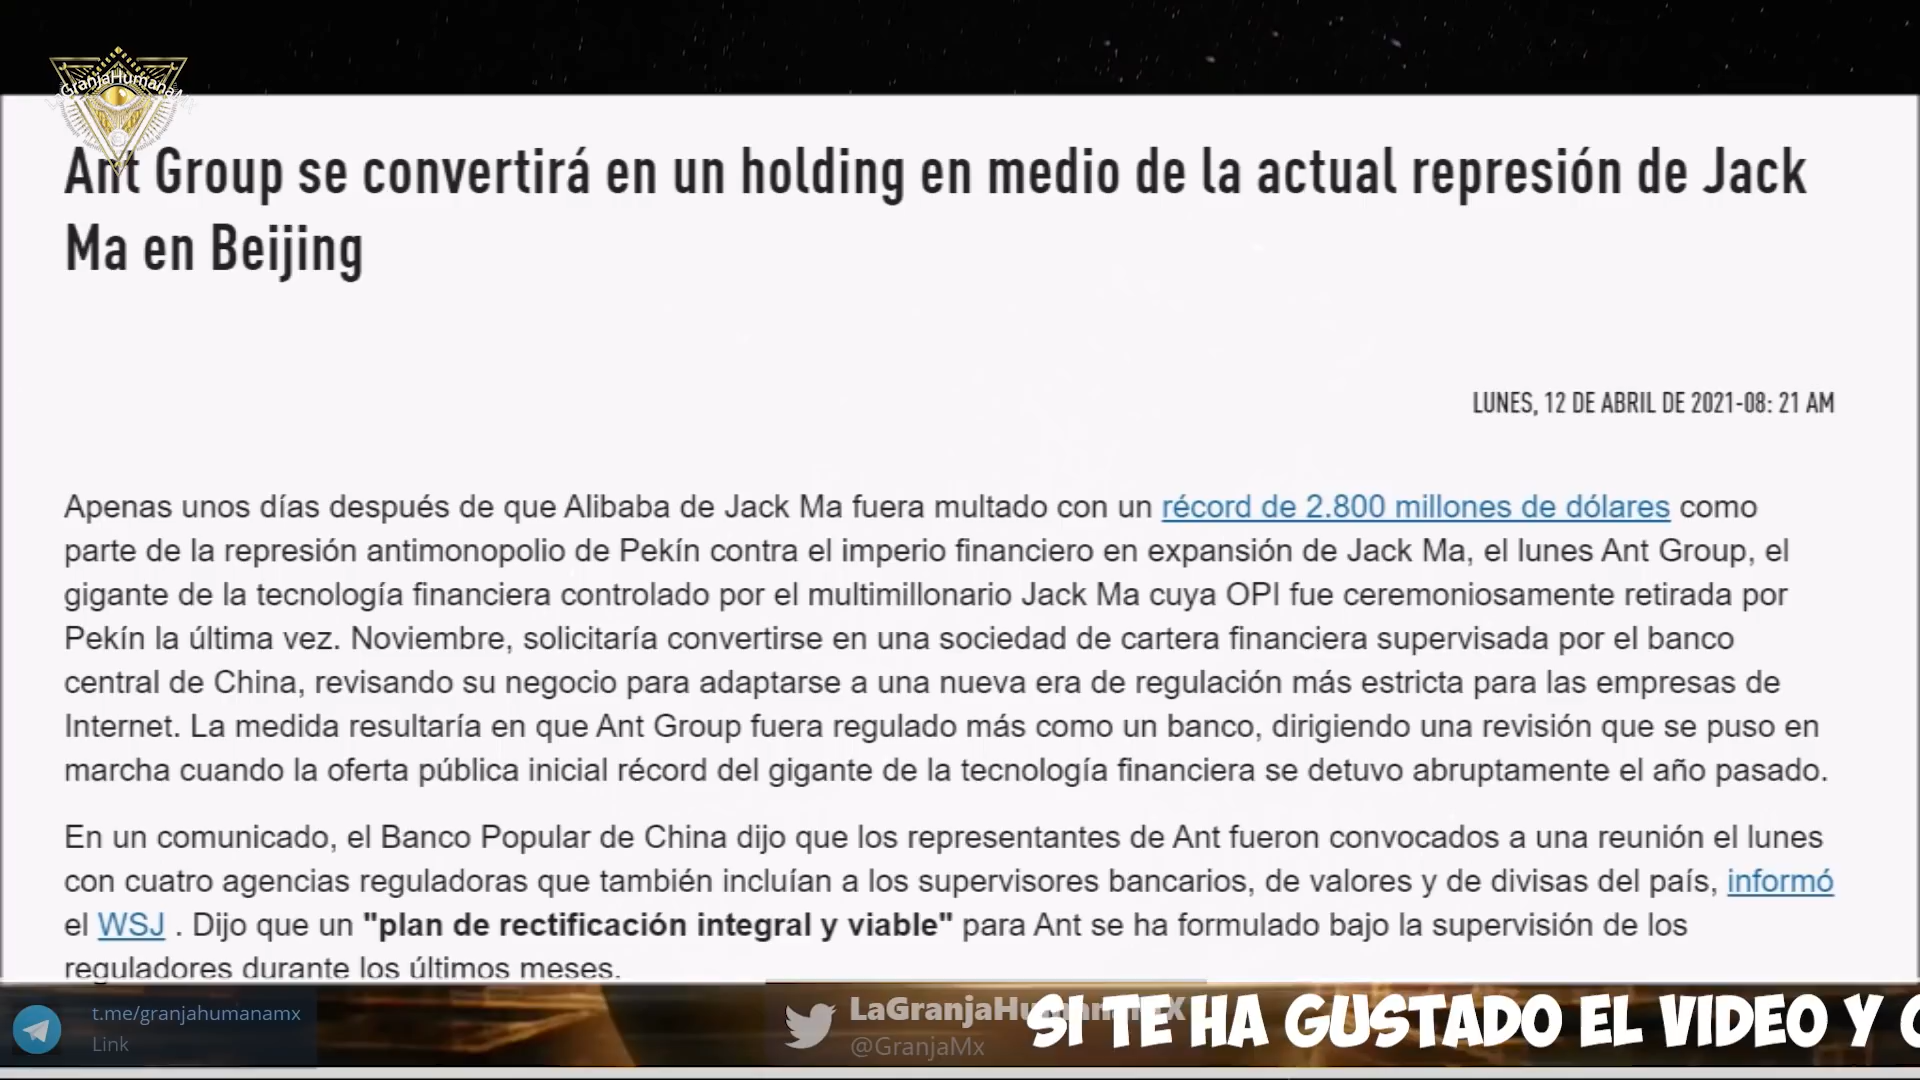 LaGranjaHumanaMX
Ant Group se convertirá en un holding en medio de la actual represión de Jack
Ma en Beijing
LUNES, 12 DE ABRIL DE 2021-08: 21 AM
Apenas unos días después de que Alibaba de Jack Ma fuera multado con un récord de 2.800 millones de dólares como
parte de la represión antimonopolio de Pekín contra el imperio financiero en expansión de Jack Ma, el lunes Ant Group, el
gigante de la tecnología financiera controlado por el multimillonario Jack Ma cuya OPI fue ceremoniosamente retirada por
Pekín la última vez. Noviembre, solicitaría convertirse en una sociedad de cartera financiera supervisada por el banco
central de China, revisando su negocio para adaptarse a una nueva era de regulación más estricta para las empresas de
Internet. La medida resultaría en que Ant Group fuera regulado más como un banco, dirigiendo una revisión que se puso en
marcha cuando la oferta pública inicial récord del gigante de la tecnología financiera se detuvo abruptamente el año pasado.
En un comunicado, el Banco Popular de China dijo que los representantes de Ant fueron convocados a una reunión el lunes
con cuatro agencias reguladoras que también incluían a los supervisores bancarios, de valores y de divisas del país, informó
el WSJ . Dijo que un "plan de rectificación integral y viable" para Ant se ha formulado bajo la supervisión de los
reguladores durante los últimos meses.
t.me/granjahumanamx
Link
LaGranjaHumanaMX
@GranjaMx
SI TE HA GUSTADO EL VIDEO Y